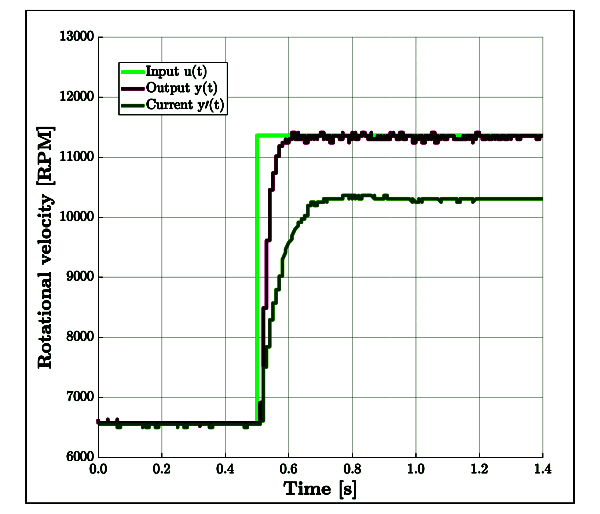 13000
12000
11000
10000
9000
8000
7000
6000
Rotational velocity [RPM]
Input u(t)
Output y(t)
Current y′(t)
0.0 0.2 0.4 0.6 0.8 1.0 1.2 1.4
Time [s]